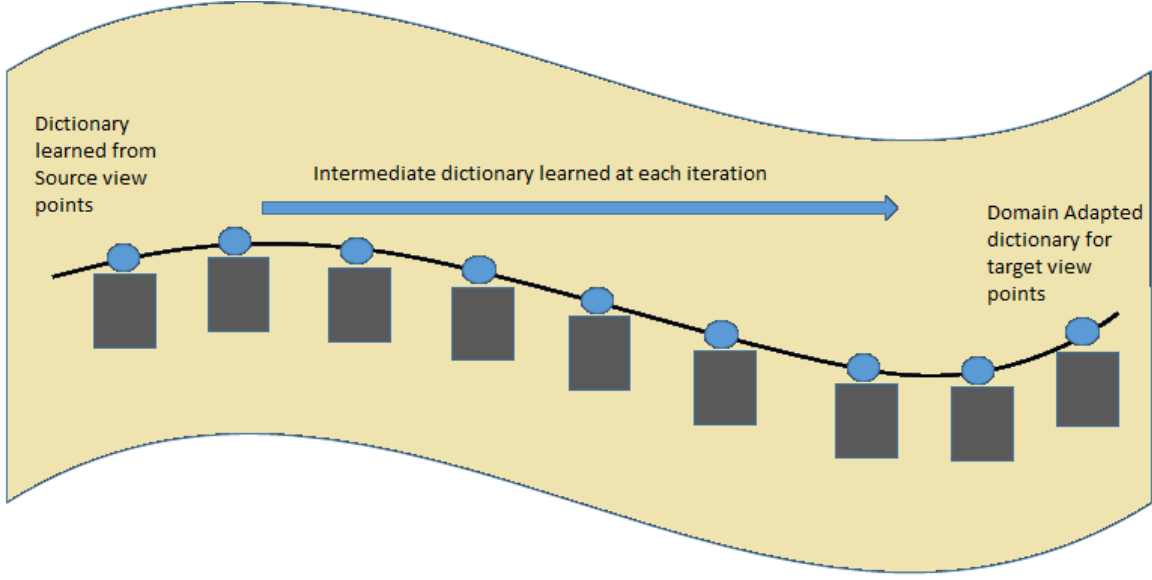 Dictionary
learned from
Source view
points
Intermediate dictionary learned at each iteration
Domain Adapted
dictionary for
target view
points